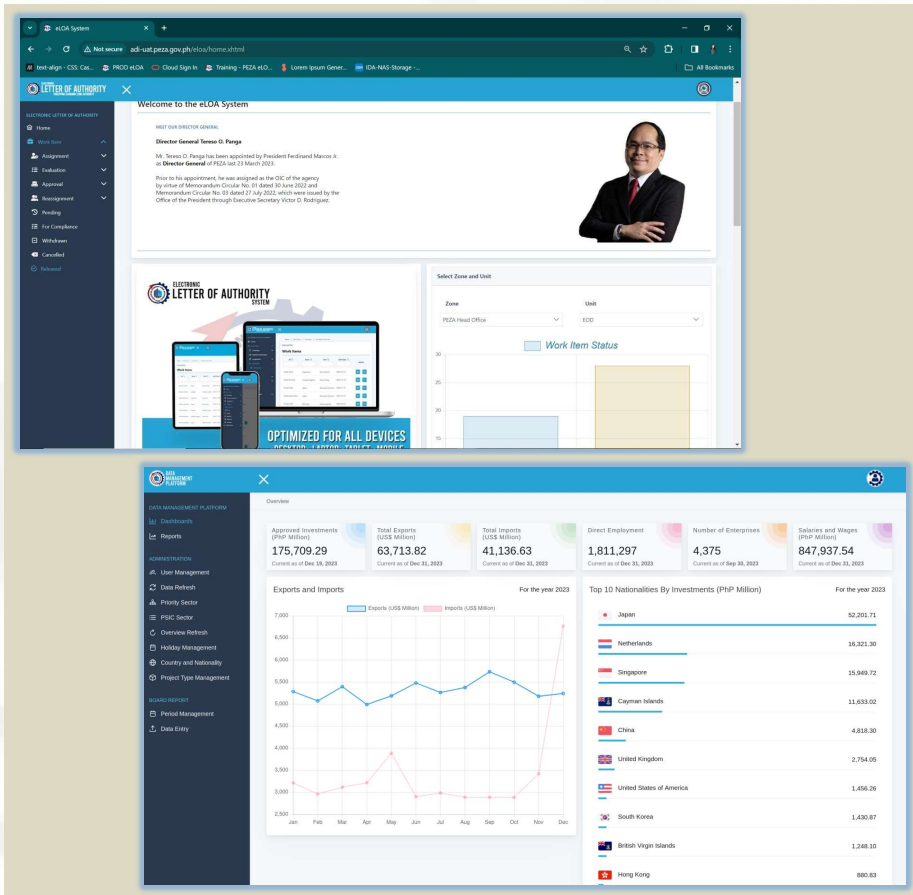 eLOA System
Not secure adi-uat.peza.gov.ph/eloa/home.xhtml
text-align - CSS: Cas... PROD eLOA Cloud Sign In Training - PEZA eLO... Lorem Ipsum Gener... IDA-NAS-Storage -... All Bookmarks
ELECTRONIC
LETTER OF AUTHORITY
ELECTRONIC LETTER OF AUTHORITY
Home
Work Item
Assignment
Evaluation
Approval
Reassignment
Pending
For Compliance
Withdrawn
Cancelled
Released
Welcome to the eLOA System
MEET OUR DIRECTOR GENERAL
Director General Tereso O. Panga
Mr. Tereso O. Panga has been appointed by President Ferdinand Marcos Jr.
as Director General of PEZA last 23 March 2023.
Prior to his appointment, he was assigned as the OIC of the agency
by virtue of Memorandum Circular No. 01 dated 30 June 2022 and
Memorandum Circular No. 03 dated 27 July 2022, which were issued by the
Office of the President through Executive Secretary Victor D. Rodriguez.
ELECTRONIC
LETTER OF AUTHORITY
SYSTEM
Work Items
Work Items
OPTIMIZED FOR ALL DEVICES
DESKTOP LAPTOP TABLET MOBILE
Select Zone and Unit
Zone Unit
PEZA Head Office EOD
Work Item Status
30
25
20
15
DATA
MANAGEMENT
PLATFORM
DATA MANAGEMENT PLATFORM
Dashboards
Reports
ADMINISTRATION
User Management
Data Refresh
Priority Sector
PSIC Sector
Overview Refresh
Holiday Management
Country and Nationality
Project Type Management
BOARD REPORT
Period Management
Data Entry
Overview
Approved Investments
(PhP Million)
175,709.29
Current as of Dec 19, 2023
Total Exports
(US$ Million)
63,713.82
Current as of Dec 31, 2023
Total Imports
(US$ Million)
41,136.63
Current as of Dec 31, 2023
Direct Employment
1,811,297
Current as of Dec 31, 2023
Number of Enterprises
4,375
Current as of Sep 30, 2023
Salaries and Wages
(PhP Million)
847,937.54
Current as of Dec 31, 2023
Exports and Imports For the year 2023
Exports (US$ Million) Imports (US$ Million)
7,000
6,500
6,000
5,500
5,000
4,500
4,000
3,500
3,000
2,500
Jan Feb Mar Apr May Jun Jul Aug Sep Oct Nov Dec
Top 10 Nationalities By Investments (PhP Million) For the year 2023
Japan 52,201.71
Netherlands 16,321.30
Singapore 15,949.72
Cayman Islands 11,633.02
China 4,818.30
United Kingdom 2,754.05
United States of America 1,456.26
South Korea 1,430.87
British Virgin Islands 1,248.10
Hong Kong 880.83